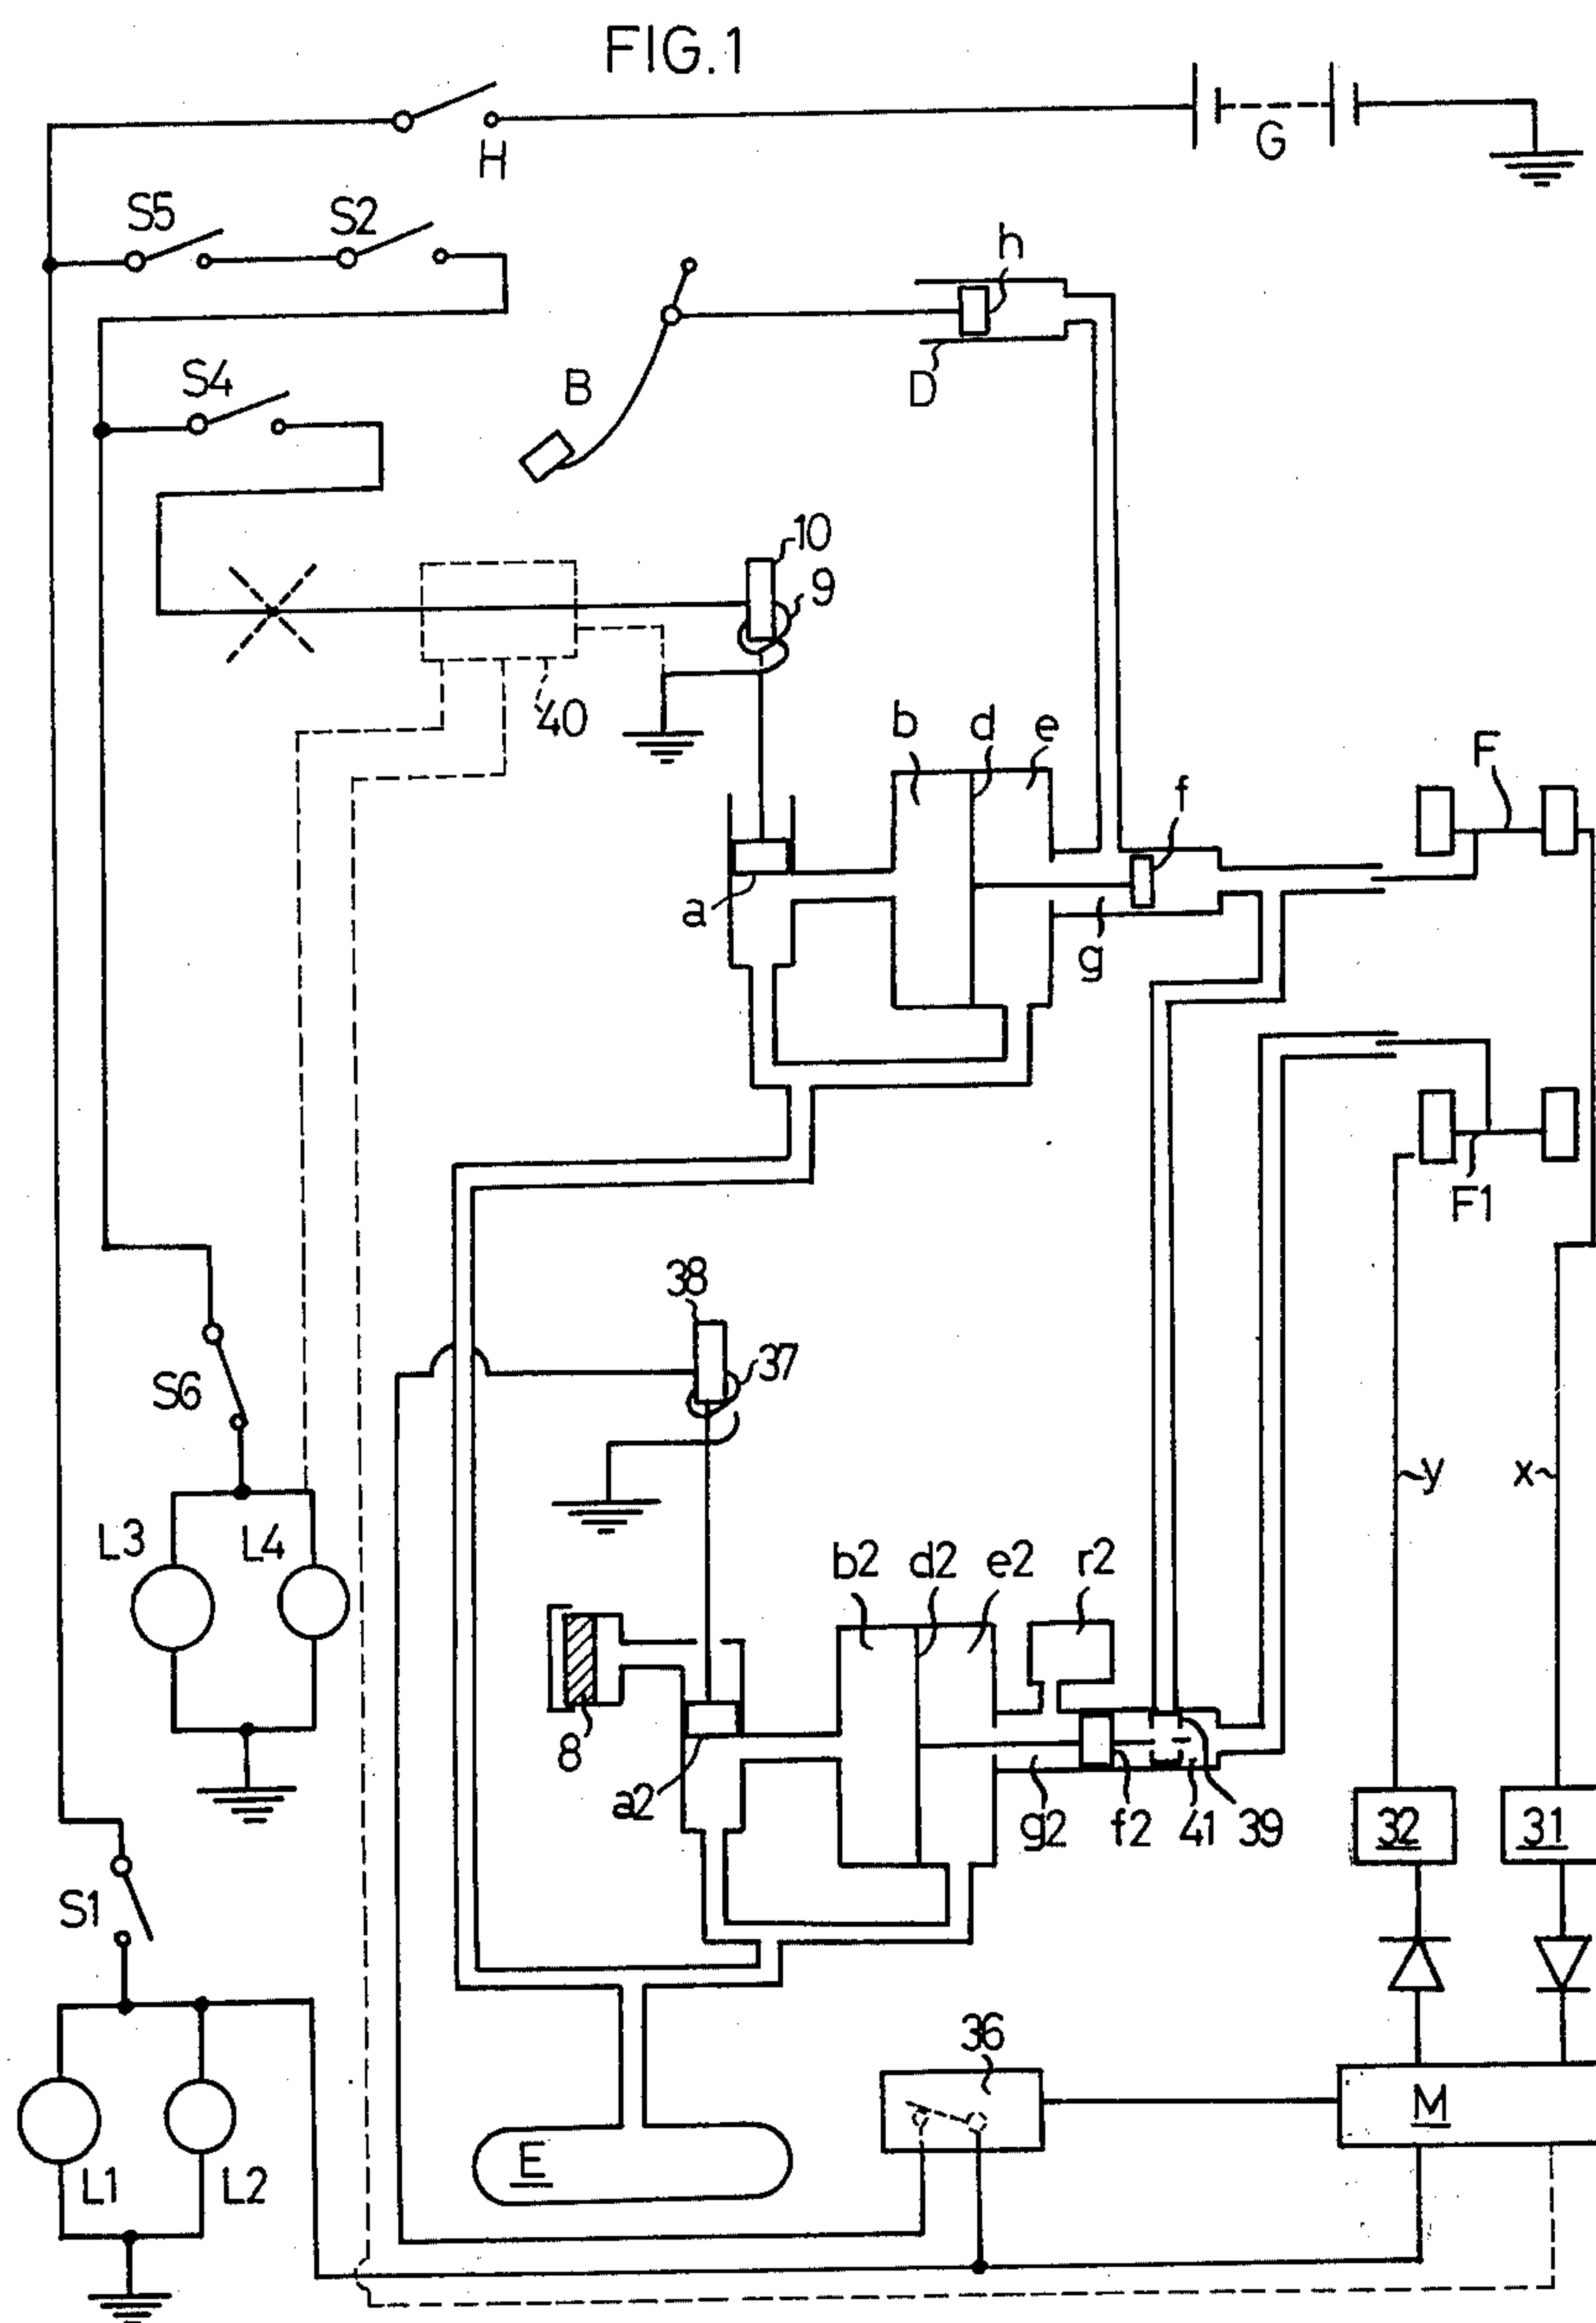 FIG.1
H
G
S5
S2
h
S4
B
D
10
9
40
b
d
e
f
F
a
g
F1
38
37
S6
y
x
L3
L4
b2
d2
e2
r2
8
a2
g2
f2
41
39
32
31
S1
36
M
E
L1
L2